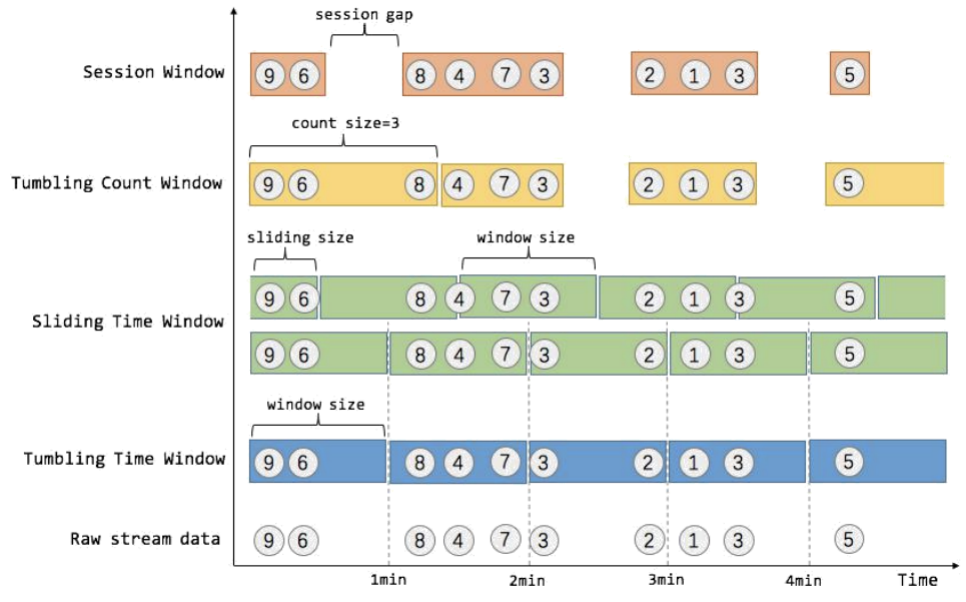 session gap
Session Window 9 6 8 4 7 3 2 1 3 5
count size=3
Tumbling Count Window 9 6 8 4 7 3 2 1 3 5
sliding size window size
9 6 8 4 7 3 2 1 3 5
Sliding Time Window
9 6 8 4 7 3 2 1 3 5
window size
Tumbling Time Window 9 6 8 4 7 3 2 1 3 5
Raw stream data 9 6 8 4 7 3 2 1 3 5
1min 2min 3min 4min Time